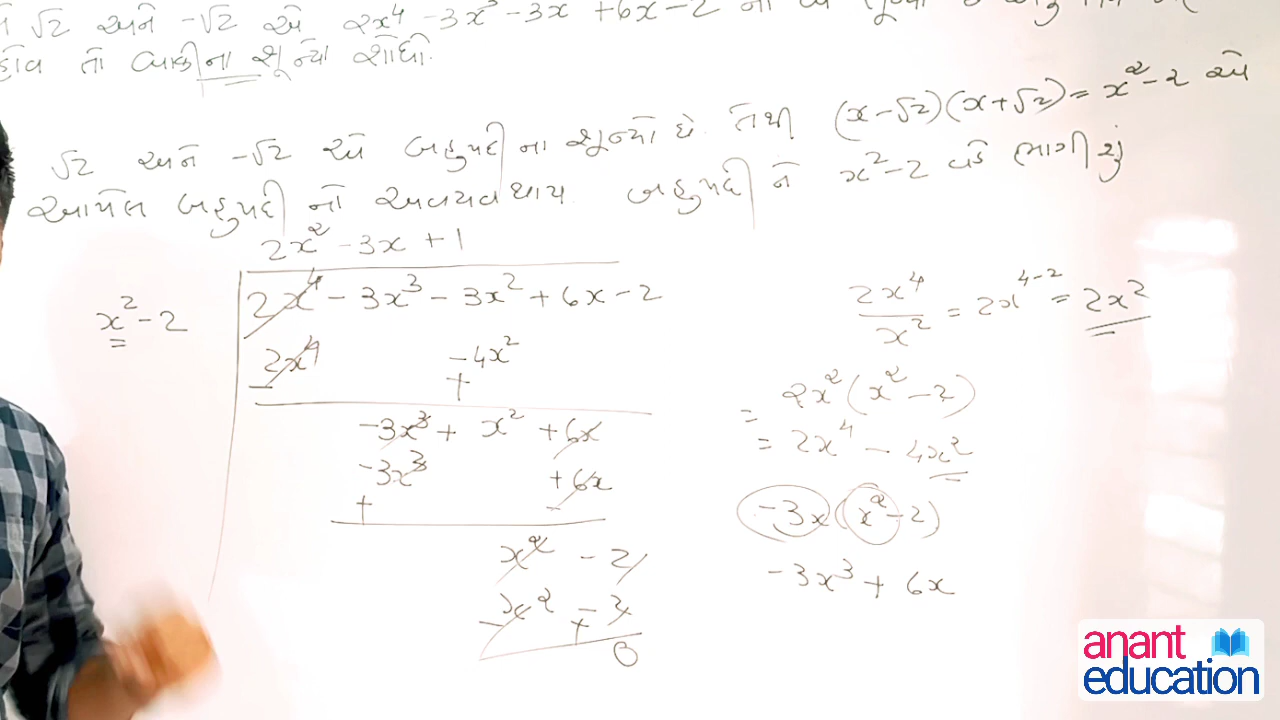 √2 અને -√2 એ 2x⁴ - 3x³ - 3x + 6x - 2 ના
તો બાકીના શૂન્યો શોધો.
√2 અને -√2 એ બહુપદી ના શૂન્યો છે. તેથી (x-√2)(x+√2) = x² - 2 એ
આપેલ બહુપદી નો અવયવ થાય. બહુપદી ને x² - 2 વડે ભાગીશું
2x² - 3x + 1
x² - 2
2x⁴ - 3x³ - 3x² + 6x - 2
2x⁴ - 4x²
- +
-3x³ + x² + 6x
-3x³ + 6x
+ -
x² - 2
x² - 2
- +
0
2x⁴/x² = 2x⁴⁻² = 2x²
= 2x²(x² - 2)
= 2x⁴ - 4x²
-3x(x² - 2)
-3x³ + 6x
anant
education